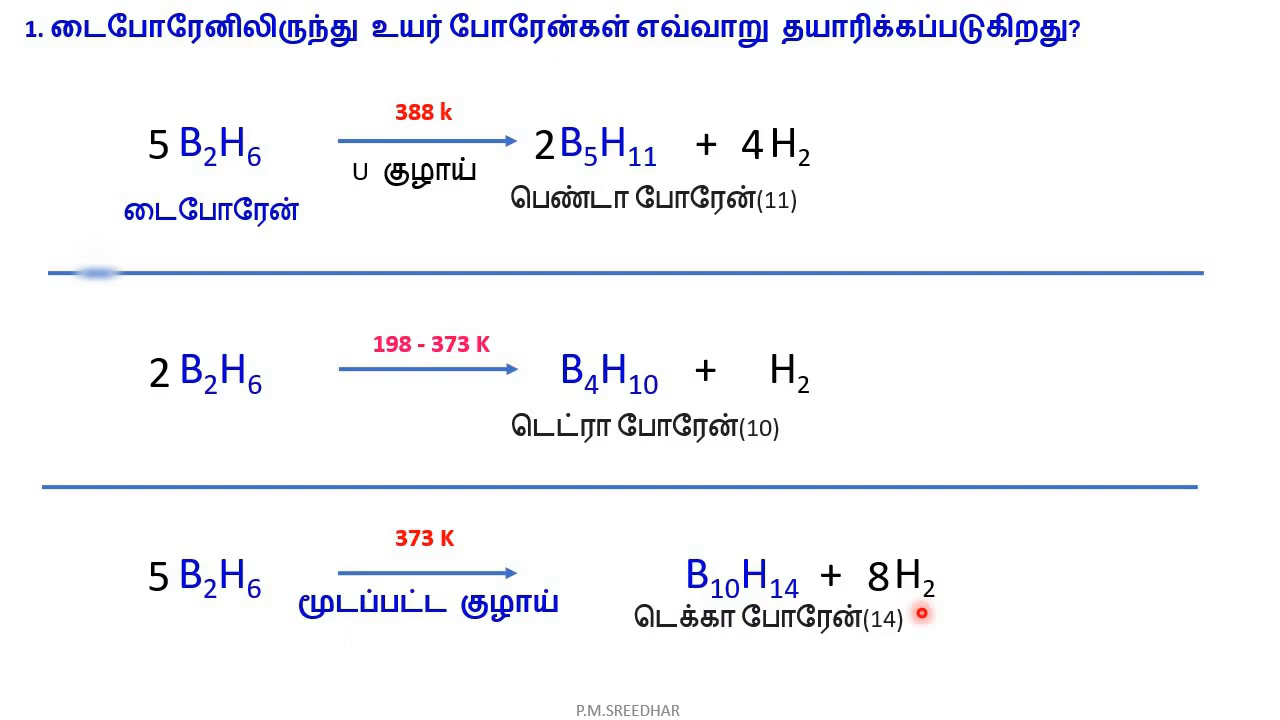 1. டைபோரேனிலிருந்து உயர் போரேன்கள் எவ்வாறு தயாரிக்கப்படுகிறது?
388 k
5 B₂H₆ 2B₅H₁₁ + 4H₂
U குழாய்
டைபோரேன் பெண்டா போரேன்(11)
198 - 373 K
2 B₂H₆ B₄H₁₀ + H₂
டெட்ரா போரேன்(10)
373 K
5 B₂H₆ B₁₀H₁₄ + 8H₂
மூடப்பட்ட குழாய்
டெக்கா போரேன்(14)
P.M.SREEDHAR